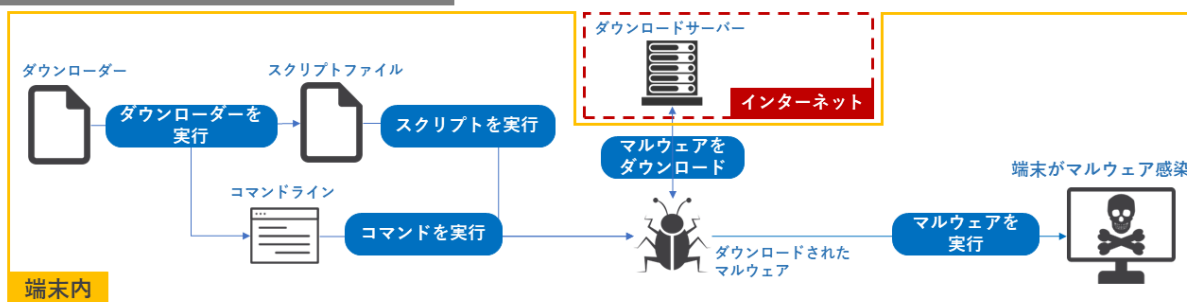 ダウンロードサーバー
インターネット
ダウンローダー
スクリプトファイル
ダウンローダーを
実行
スクリプトを実行
マルウェアを
ダウンロード
端末がマルウェア感染
コマンドライン
コマンドを実行
マルウェアを
実行
ダウンロードされた
マルウェア
端末内